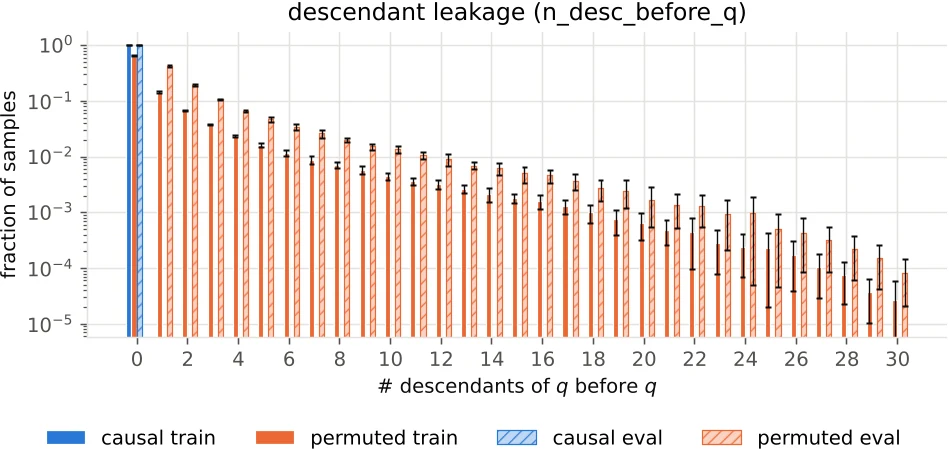 descendant leakage (n_desc_before_q)
fraction of samples
10⁰
10⁻¹
10⁻²
10⁻³
10⁻⁴
10⁻⁵
0 2 4 6 8 10 12 14 16 18 20 22 24 26 28 30
# descendants of q before q
causal train permuted train causal eval permuted eval